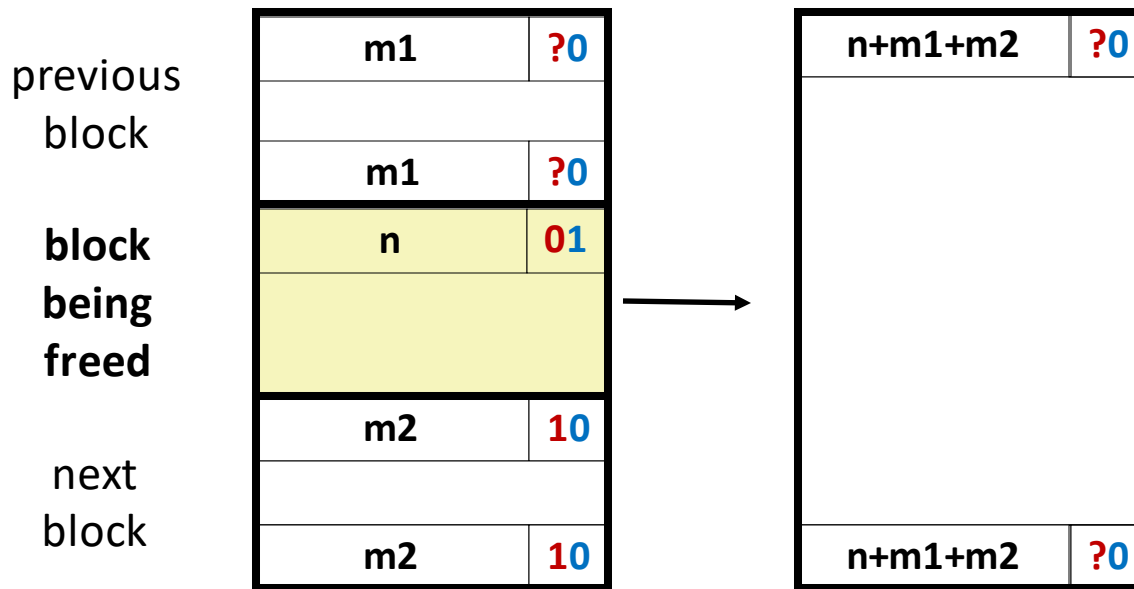 m1 ?0 n+m1+m2 ?0
previous
block
m1 ?0
block
being
freed
n 01
m2 10
next
block
m2 10 n+m1+m2 ?0